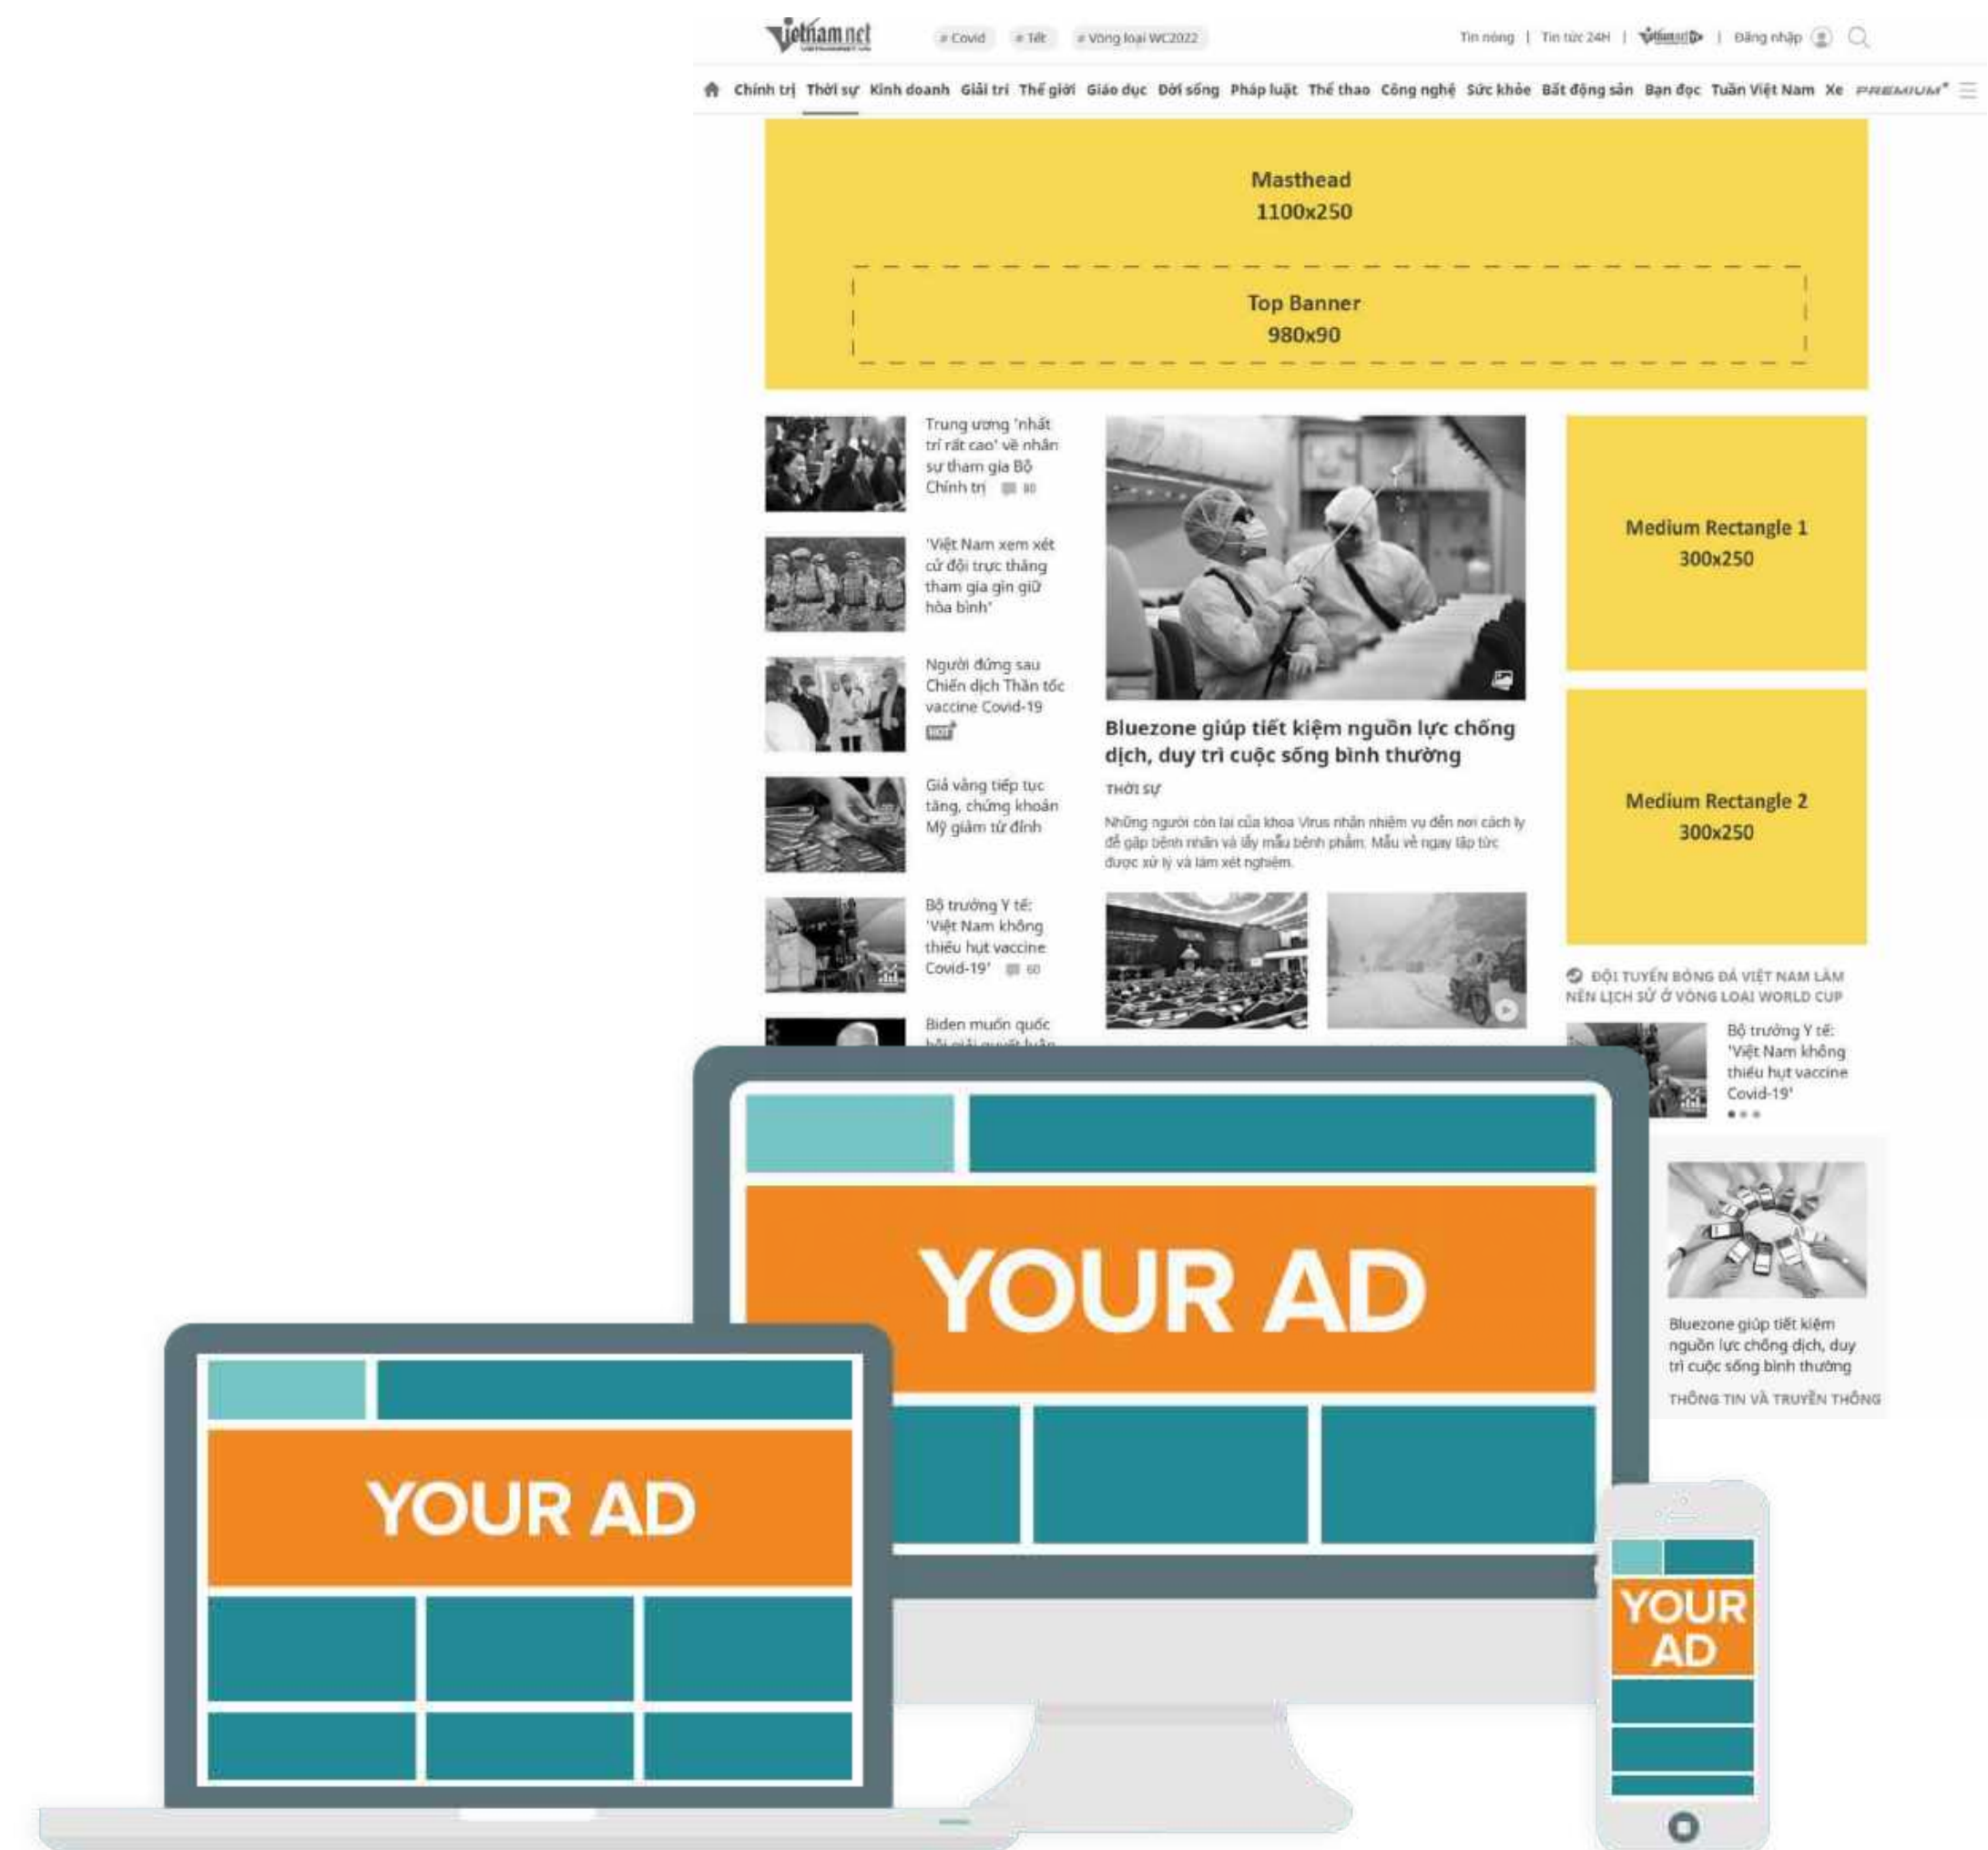 vietnamnet
VIETNAMNET.VN
# Covid
# Tết
# Vòng loại WC2022
Tin nóng | Tin tức 24H | | Đăng nhập
Chính trị Thời sự Kinh doanh Giải trí Thế giới Giáo dục Đời sống Pháp luật Thể thao Công nghệ Sức khỏe Bất động sản Bạn đọc Tuần Việt Nam Xe PREMIUM
Masthead
1100x250
Top Banner
980x90
Trung ương 'nhất
trí rất cao' về nhân
sự tham gia Bộ
Chính trị 80
'Việt Nam xem xét
cử đội trực thăng
tham gia gìn giữ
hòa bình'
Người đứng sau
Chiến dịch Thần tốc
vaccine Covid-19
HOT
Giá vàng tiếp tục
tăng, chứng khoán
Mỹ giảm từ đỉnh
Bộ trưởng Y tế:
'Việt Nam không
thiếu hụt vaccine
Covid-19' 60
Biden muốn quốc
hội giải quyết luận
Bluezone giúp tiết kiệm nguồn lực chống
dịch, duy trì cuộc sống bình thường
THỜI SỰ
Những người còn lại của khoa Virus nhận nhiệm vụ đến nơi cách ly
để gặp bệnh nhân và lấy mẫu bệnh phẩm. Mẫu về ngay lập tức
được xử lý và làm xét nghiệm.
Medium Rectangle 1
300x250
Medium Rectangle 2
300x250
ĐỘI TUYỂN BÓNG ĐÁ VIỆT NAM LÀM
NÊN LỊCH SỬ Ở VÒNG LOẠI WORLD CUP
Bộ trưởng Y tế:
'Việt Nam không
thiếu hụt vaccine
Covid-19'
Bluezone giúp tiết kiệm
nguồn lực chống dịch, duy
trì cuộc sống bình thường
THÔNG TIN VÀ TRUYỀN THÔNG
YOUR AD
YOUR AD
YOUR
AD